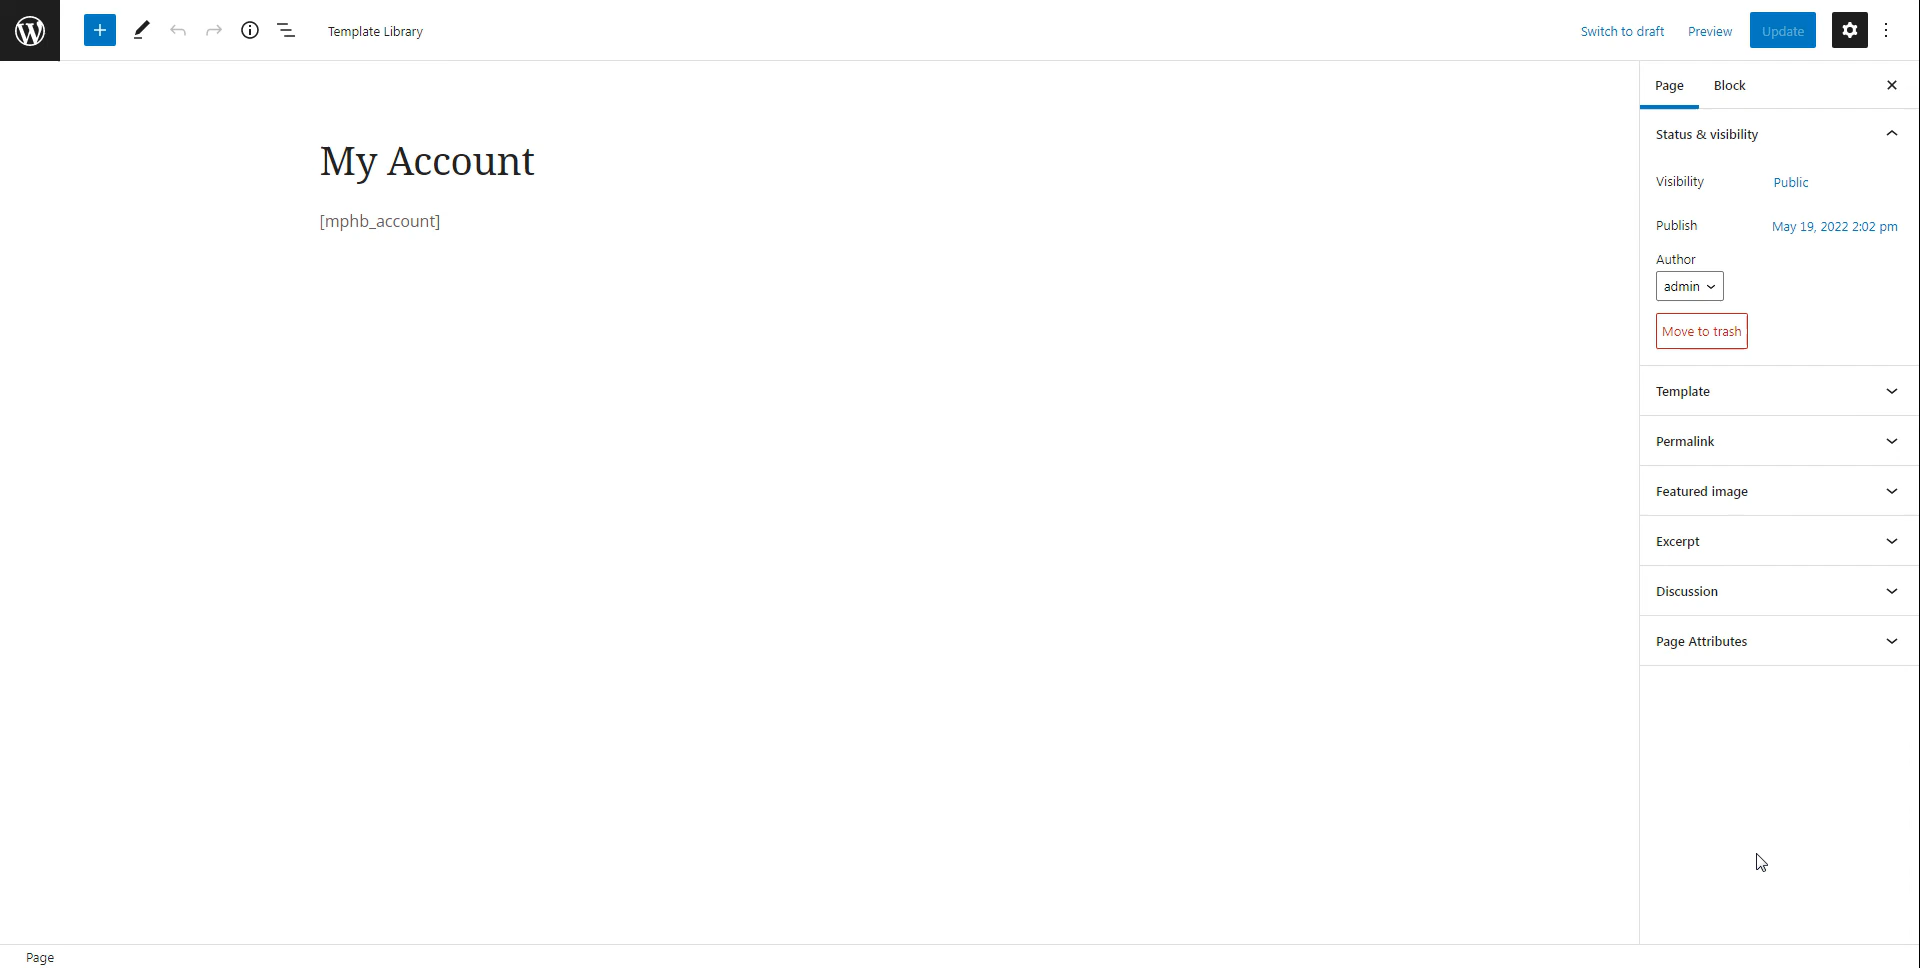 Template Library
Switch to draft
Preview
Update
Page
Block
Status & visibility
My Account
Visibility
Public
[mphb_account]
Publish
May 19, 2022 2:02 pm
Author
admin
Move to trash
Template
Permalink
Featured image
Excerpt
Discussion
Page Attributes
Page